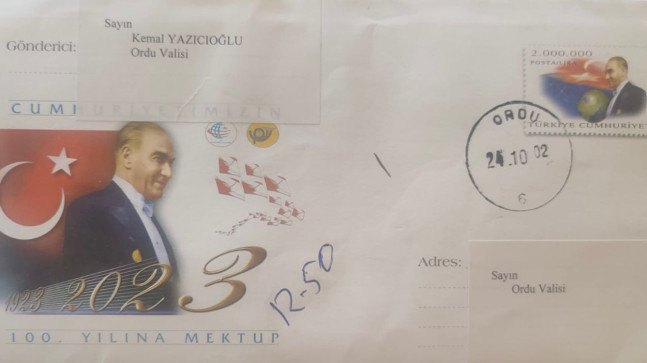 Gönderici:
Sayın
Kemal YAZICIOĞLU
Ordu Valisi
CUMHURİYETİMİZİN
1923 2023
100. YILINA MEKTUP
12-50
2.000.000
POSTA
TÜRKİYE CUMHURİYETİ
ORDU
24.10 02
6
Adres:
Sayın
Ordu Valisi